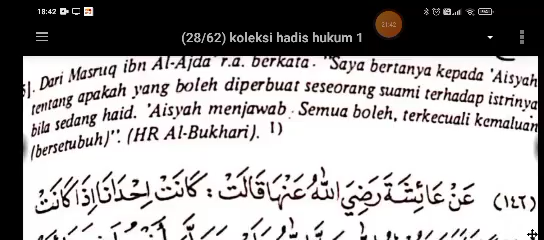 18:42
21:42
(28/62) koleksi hadis hukum 1
5]. Dari Masruq ibn Al-Ajda' r.a. berkata: "Saya bertanya kepada 'Aisyah
tentang apakah yang boleh diperbuat seseorang suami terhadap istrinya
bila sedang haid. 'Aisyah menjawab: Semua boleh, terkecuali kemaluan
(bersetubuh)". (HR Al-Bukhari). 1)
(١٤٦) عَنْ عَائِشَةَ رَضِيَ اللهُ عَنْهَا قَالَتْ : كَانَتْ اِحْدَانَا اِذَا كَانَتْ